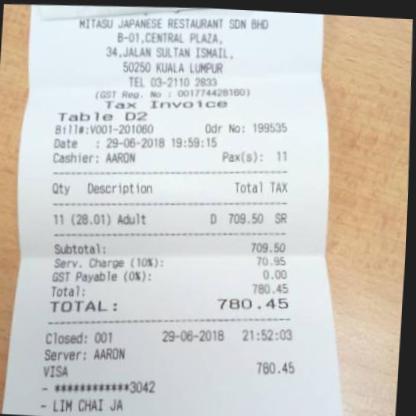 MITASU JAPANESE RESTAURANT SDN BHD
B-01,CENTRAL PLAZA,
34,JALAN SULTAN ISMAIL,
50250 KUALA LUMPUR
TEL 03-2110 2833
(GST Reg. No : 001774428160)
Tax Invoice
Table D2
Bill#:V001-201060 Odr No: 199535
Date : 29-06-2018 19:59:15
Cashier: AARON Pax(s): 11
Qty Description Total TAX
11 (28.01) Adult D 709.50 SR
Subtotal: 709.50
Serv. Charge (10%): 70.95
GST Payable (0%): 0.00
Total: 780.45
TOTAL: 780.45
Closed: 001 29-06-2018 21:52:03
Server: AARON
VISA 780.45
- ************3042
- LIM CHAI JA